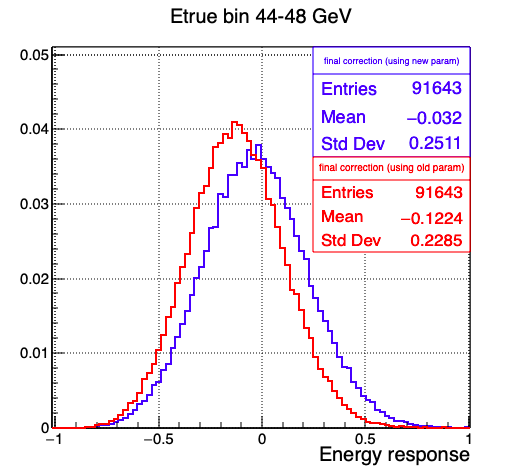 Etrue bin 44-48 GeV
final correction (using new param)
Entries 91643
Mean −0.032
Std Dev 0.2511
final correction (using old param)
Entries 91643
Mean −0.1224
Std Dev 0.2285
0.05
0.04
0.03
0.02
0.01
0
−1 −0.5 0 0.5 1
Energy response